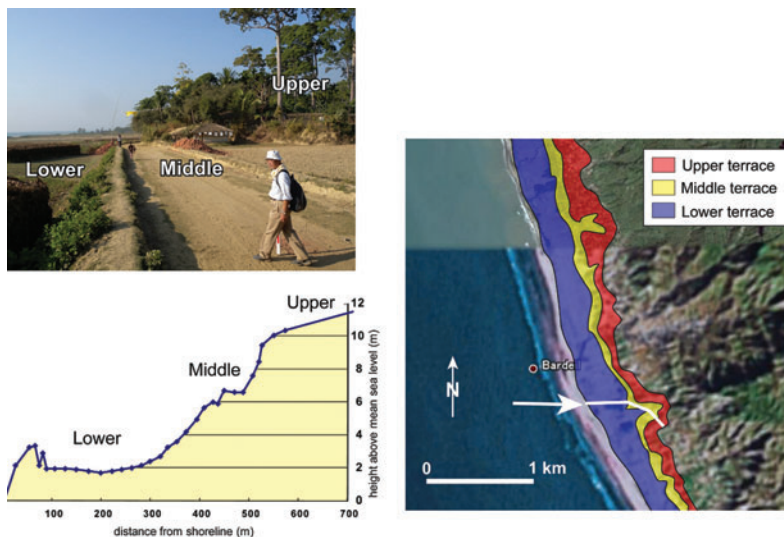 Upper
Lower
Middle
Upper
Middle
Lower
12
10
8
6
4
2
0
height above mean sea level (m)
100 200 300 400 500 600 700
distance from shoreline (m)
Upper terrace
Middle terrace
Lower terrace
Bardeil
N
0 1 km